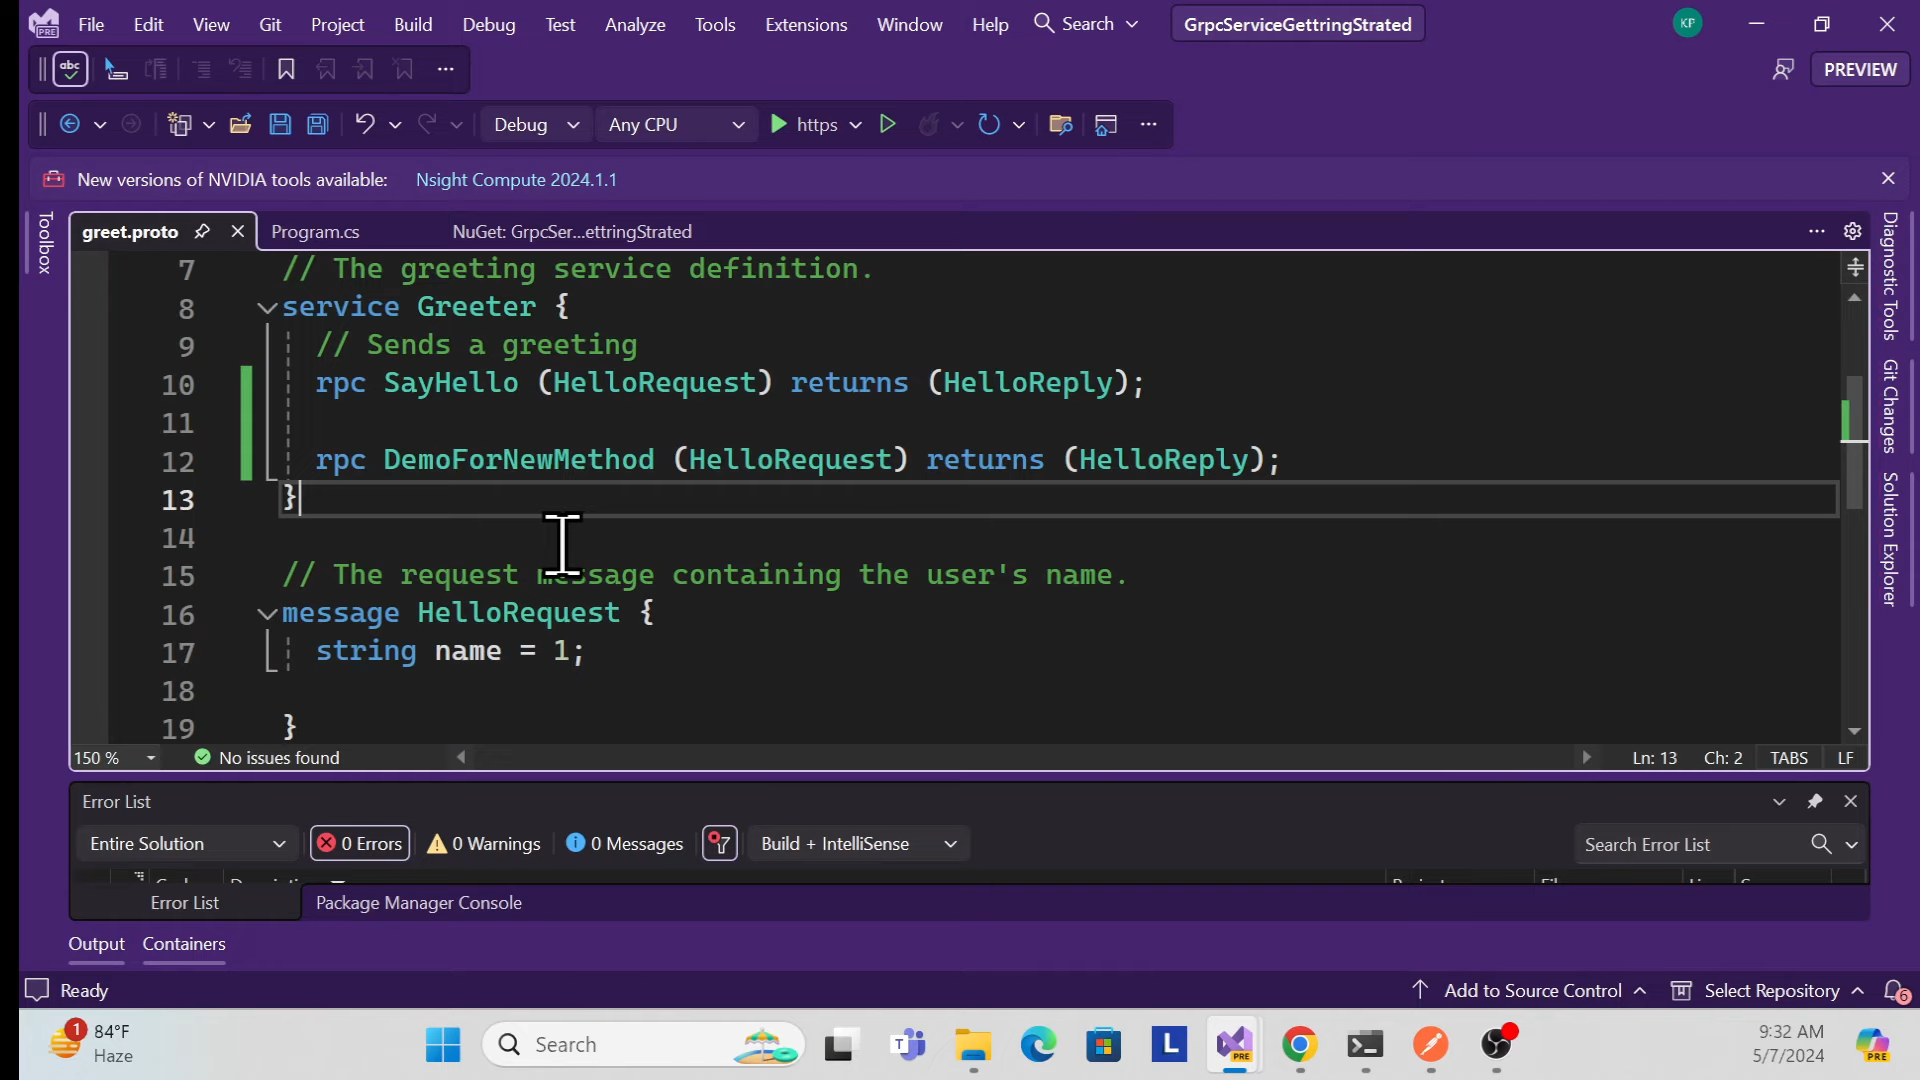 File Edit View Git Project Build Debug Test Analyze Tools Extensions Window Help Search GrpcServiceGettringStrated KP
PRE
abc PREVIEW
Debug Any CPU https
New versions of NVIDIA tools available: Nsight Compute 2024.1.1
Toolbox
greet.proto Program.cs NuGet: GrpcSer...ettringStrated
Diagnostic Tools
Git Changes
Solution Explorer
7 // The greeting service definition.
8 service Greeter {
9 // Sends a greeting
10 rpc SayHello (HelloRequest) returns (HelloReply);
11
12 rpc DemoForNewMethod (HelloRequest) returns (HelloReply);
13 }
14
15 // The request message containing the user's name.
16 message HelloRequest {
17 string name = 1;
18
19 }
150 % No issues found Ln: 13 Ch: 2 TABS LF
Error List
Entire Solution 0 Errors 0 Warnings 0 Messages Build + IntelliSense Search Error List
Error List Package Manager Console
Output Containers
Ready Add to Source Control Select Repository 6
1 84°F
Haze
Search
T
L
PRE
9:32 AM
5/7/2024
PRE